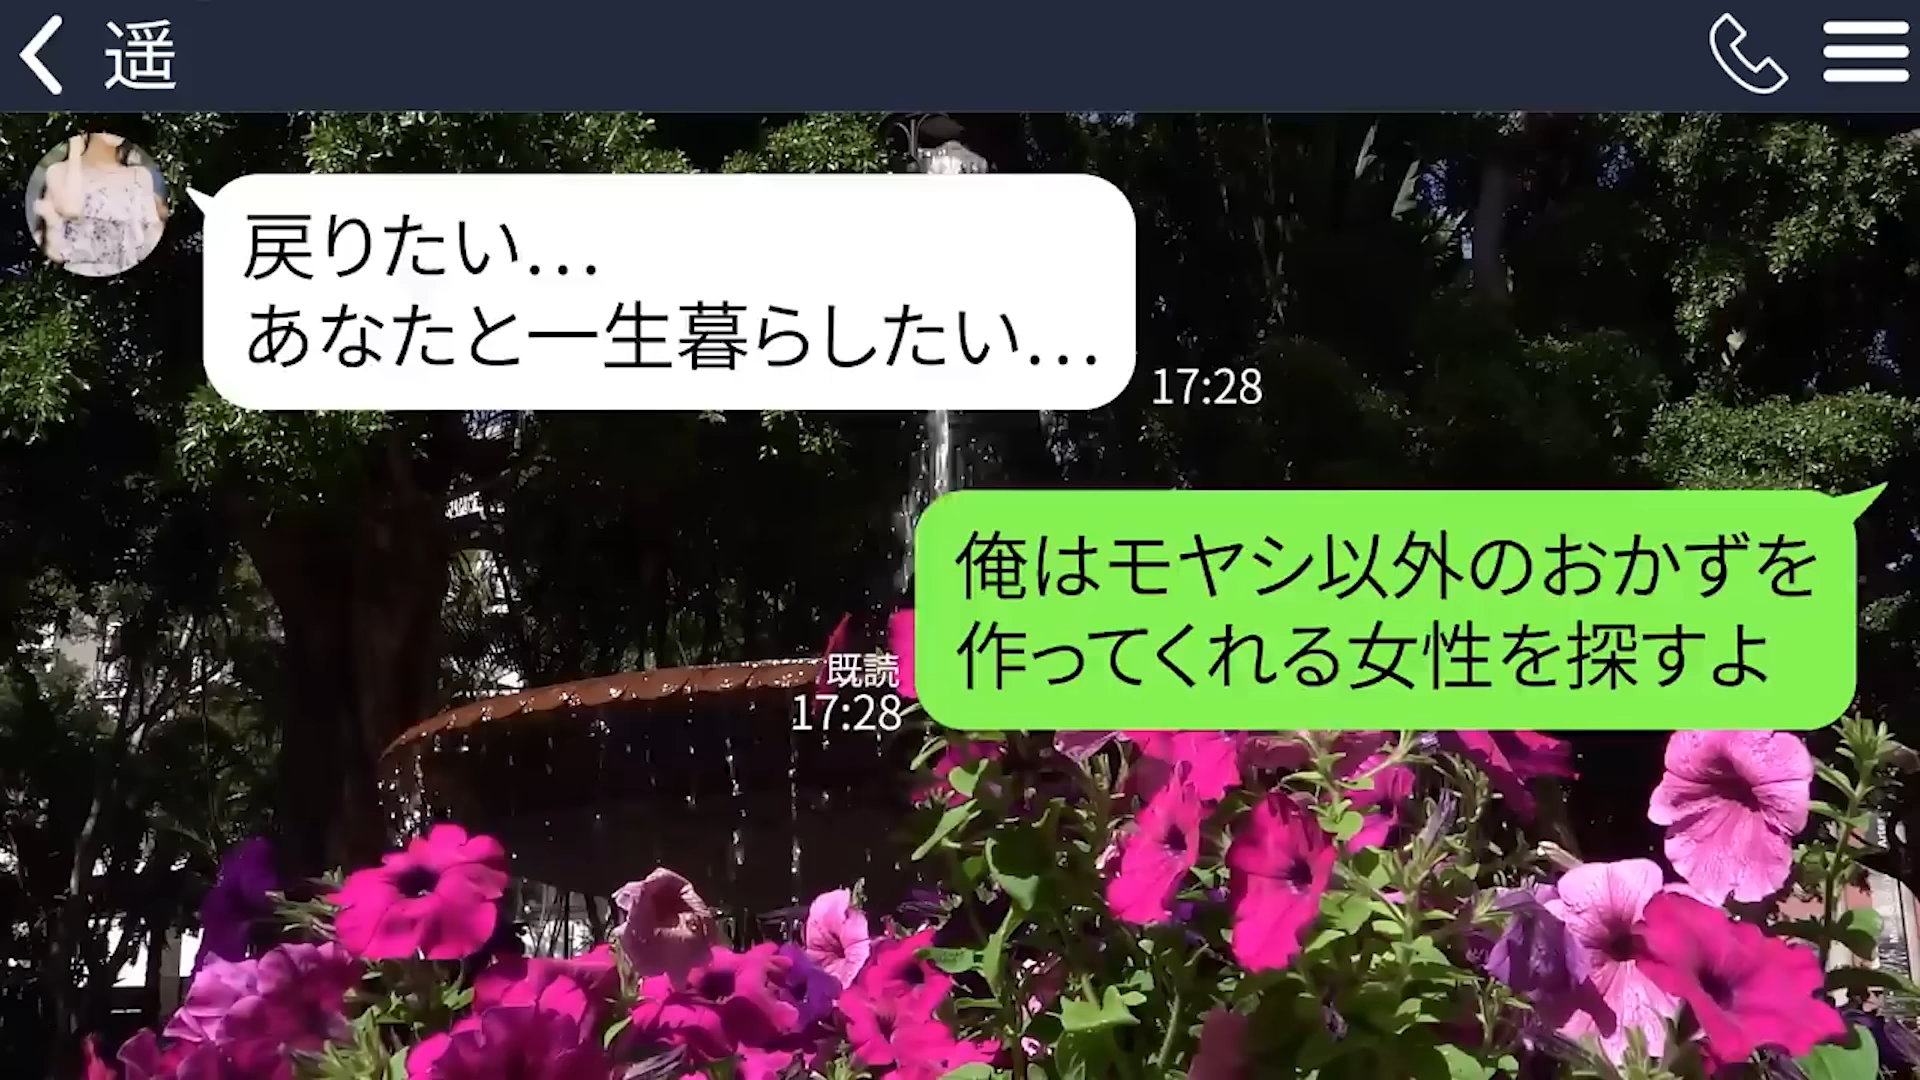 遥
戻りたい…
あなたと一生暮らしたい…
17:28
俺はモヤシ以外のおかずを
作ってくれる女性を探すよ
既読
17:28